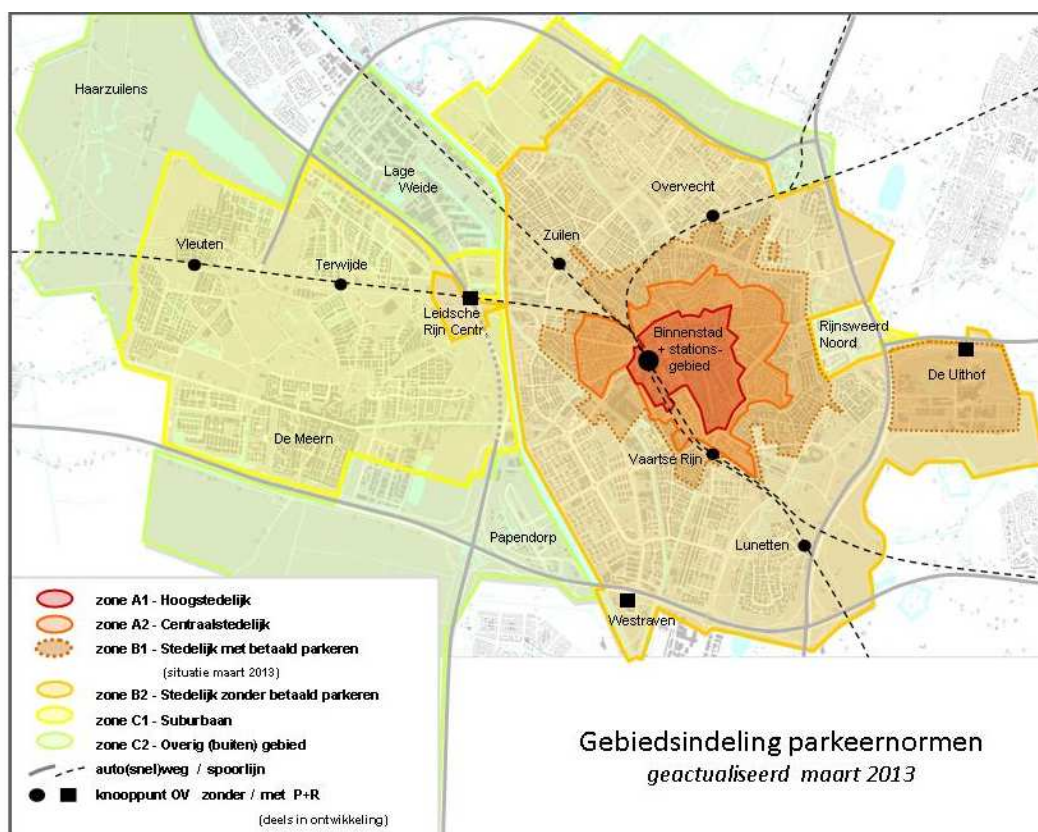 Haarzuilens
Lage
Weide
Overvecht
Zuilen
Vleuten
Terwijde
Leidsche
Rijn Centr.
Binnenstad
+ stations-
gebied
Rijnsweerd
Noord
De Uithof
De Meern
Vaartse Rijn
Papendorp
Lunetten
Westraven
zone A1 - Hoogstedelijk
zone A2 - Centraalstedelijk
zone B1 - Stedelijk met betaald parkeren
(situatie maart 2013)
zone B2 - Stedelijk zonder betaald parkeren
zone C1 - Suburbaan
zone C2 - Overig (buiten) gebied
auto(snel)weg / spoorlijn
knooppunt OV zonder / met P+R
(deels in ontwikkeling)
Gebiedsindeling parkeernormen
geactualiseerd maart 2013